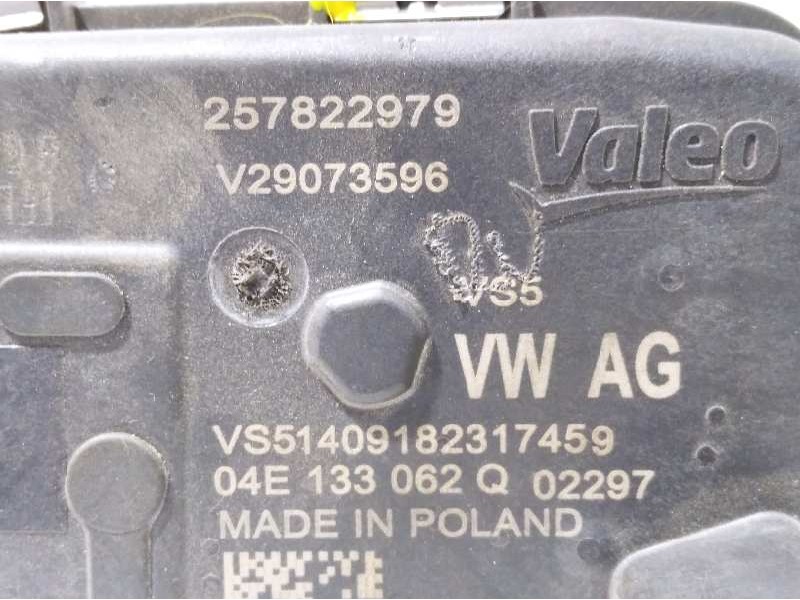 257822979
Valeo
V29073596
VS5
VW AG
VS51409182317459
04E 133 062 Q 02297
MADE IN POLAND